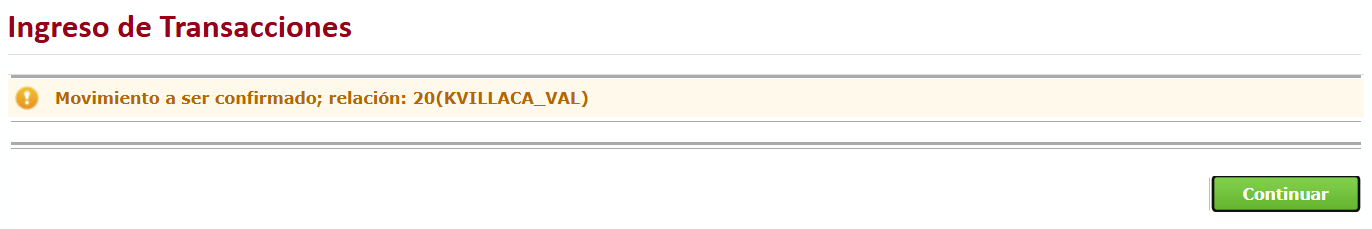 Ingreso de Transacciones
Movimiento a ser confirmado; relación: 20(KVILLACA_VAL)
Continuar